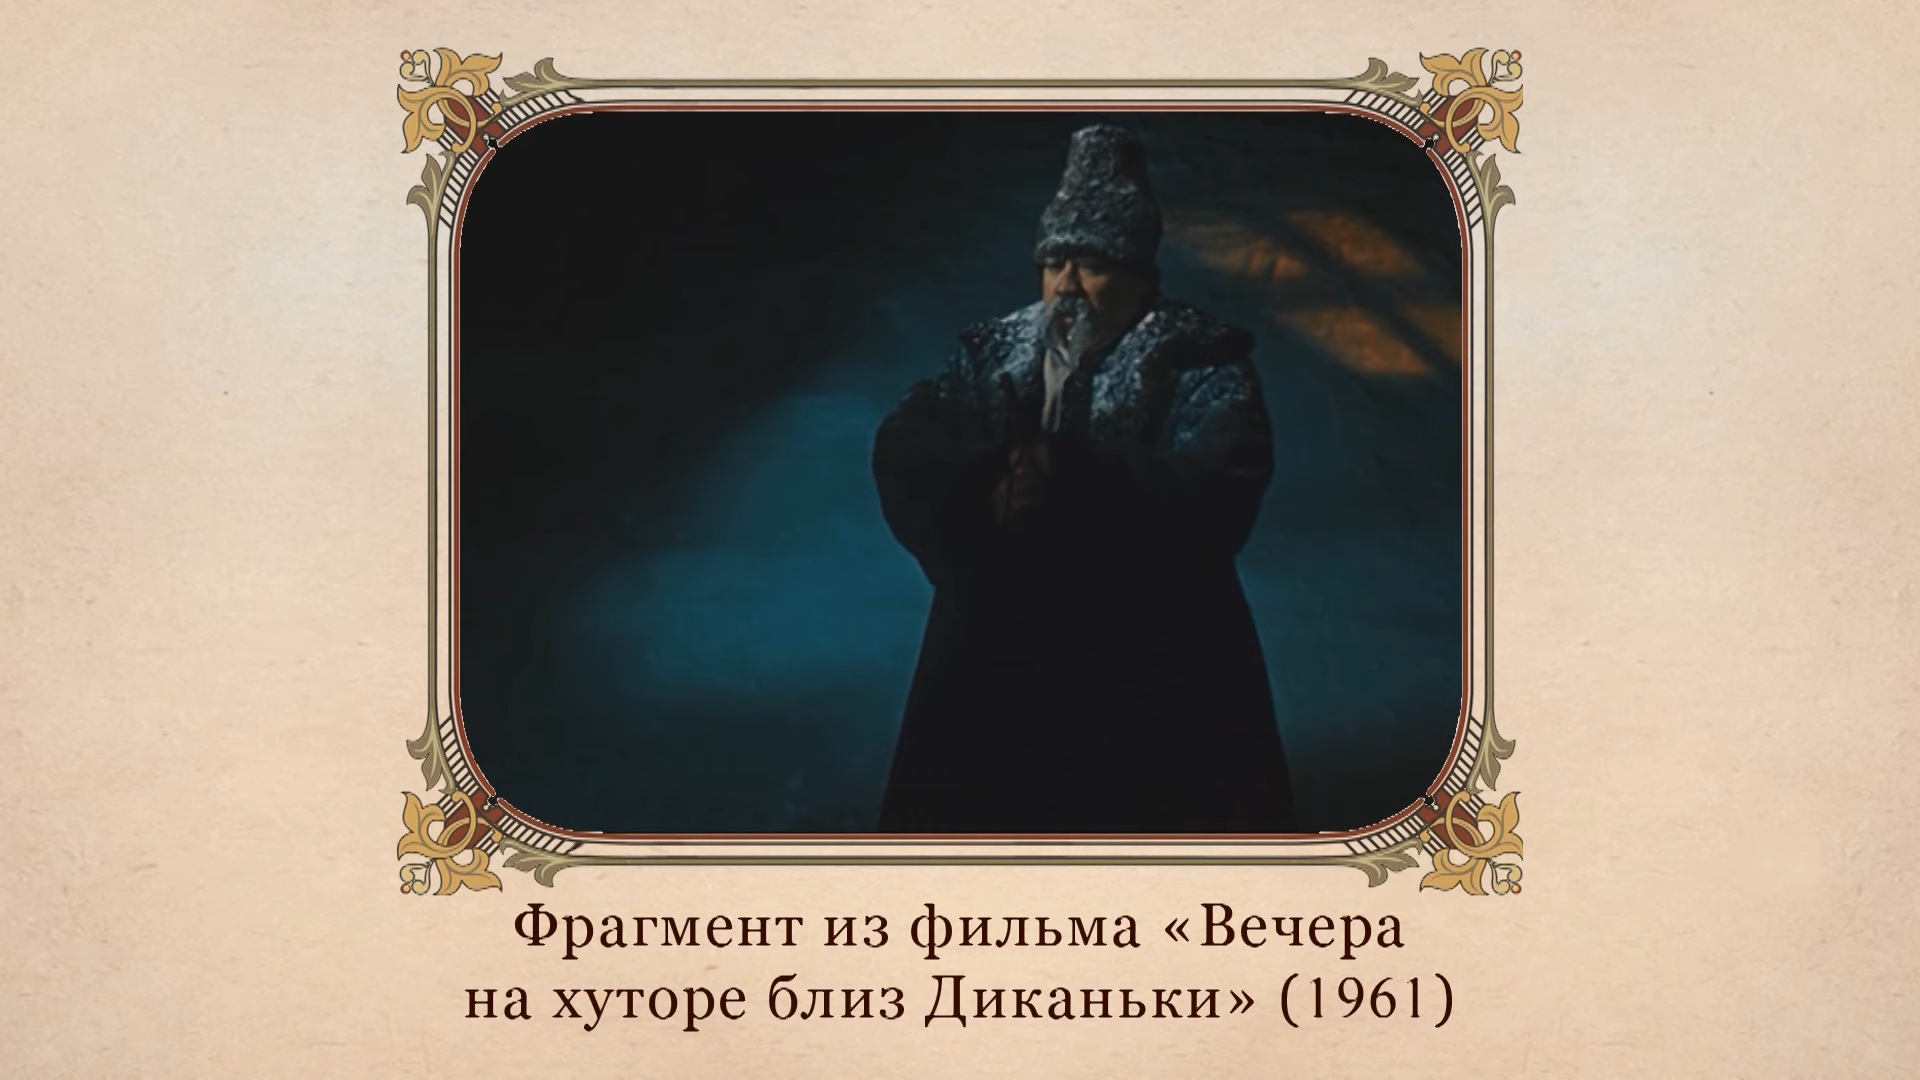 Фрагмент из фильма «Вечера
на хуторе близ Диканьки» (1961)